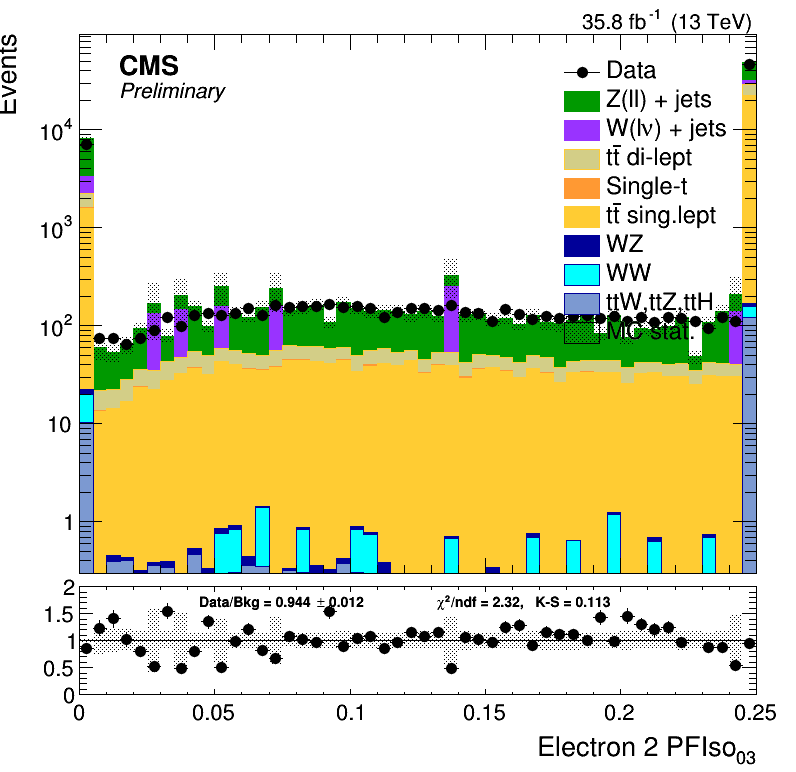 35.8 fb⁻¹ (13 TeV)
Events
CMS
Preliminary
Data
Z(ll) + jets
W(lν) + jets
tt̄ di-lept
Single-t
tt̄ sing.lept
WZ
WW
ttW,ttZ,ttH
MC stat.
10⁴
10³
10²
10
1
Data/Bkg = 0.944 ± 0.012 χ²/ndf = 2.32, K-S = 0.113
2
1.5
1
0.5
0
0 0.05 0.1 0.15 0.2 0.25
Electron 2 PFIso₀₃